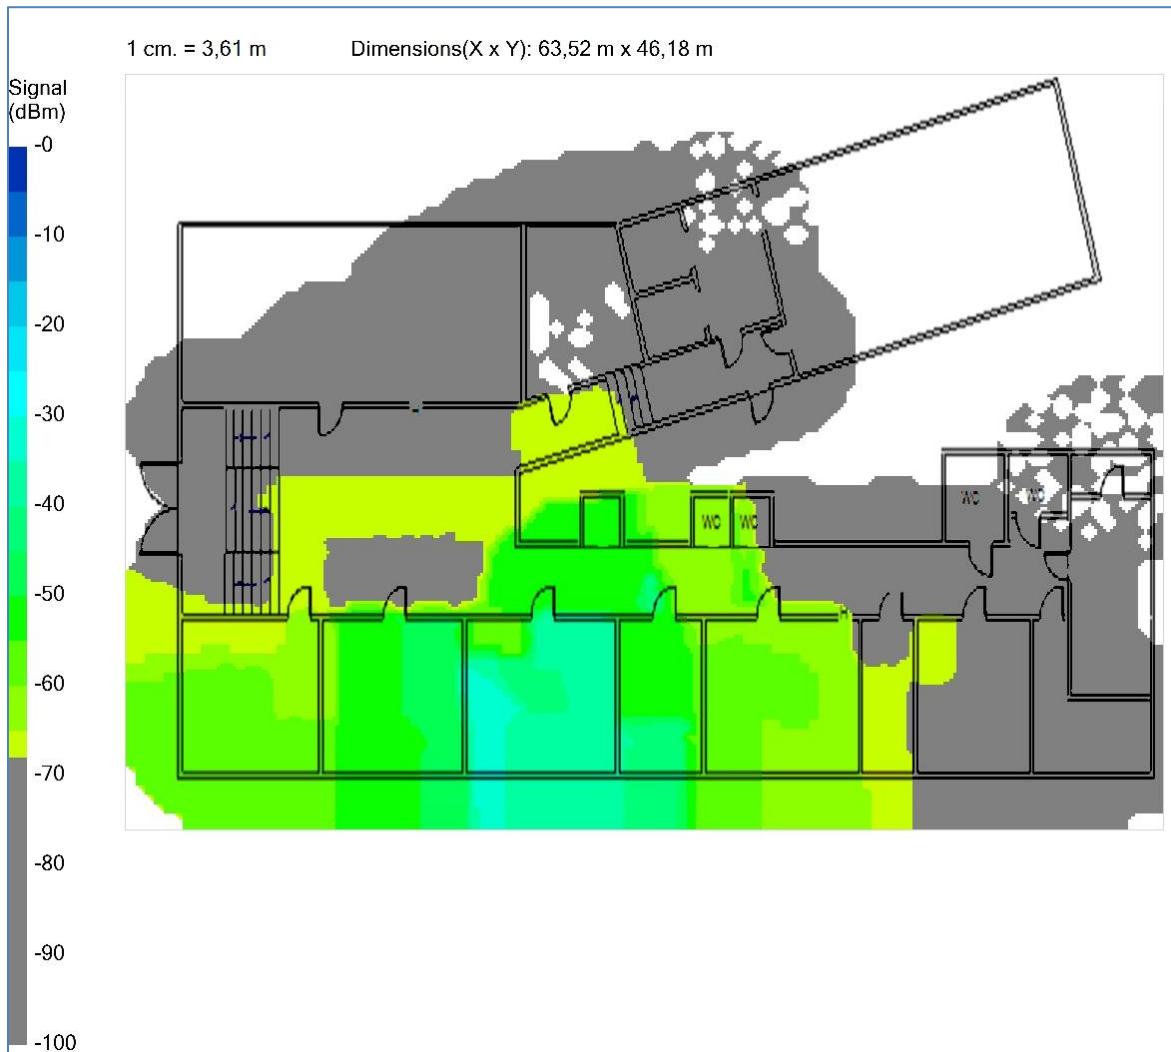 1 cm. = 3,61 m Dimensions(X x Y): 63,52 m x 46,18 m
Signal
(dBm)
-0
-10
-20
-30
-40
-50
-60
-70
-80
-90
-100
WC
WC
WC
WC